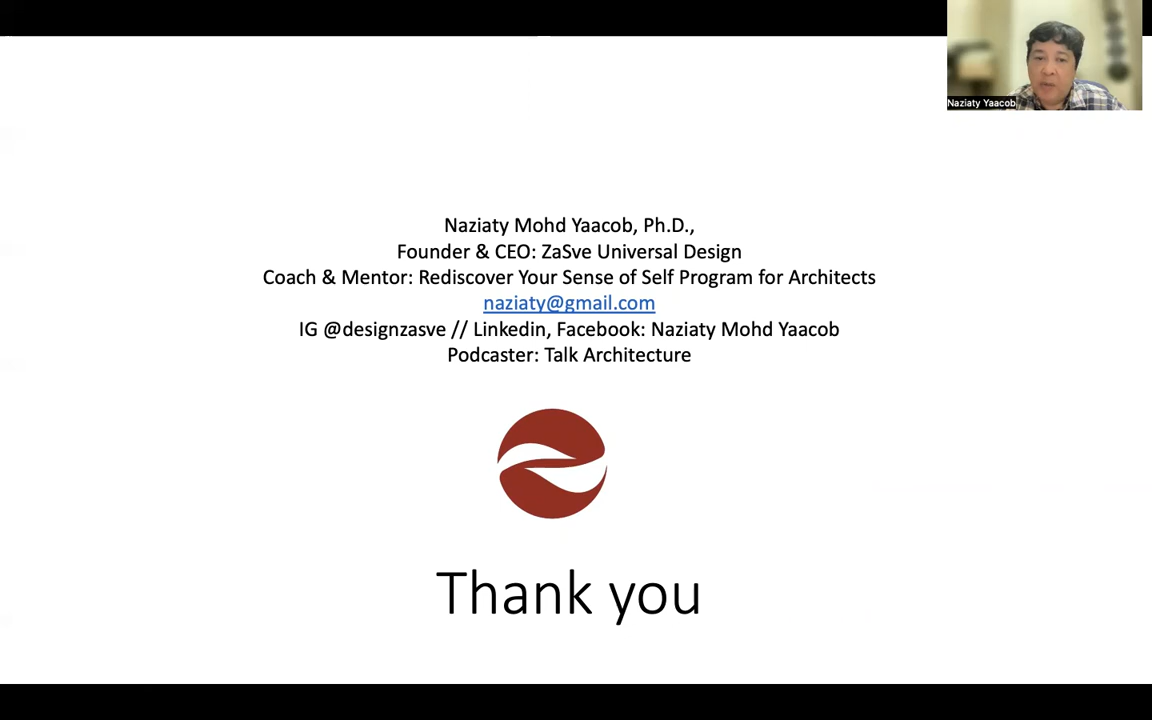 Naziaty Yaacob
Naziaty Mohd Yaacob, Ph.D.,
Founder & CEO: ZaSve Universal Design
Coach & Mentor: Rediscover Your Sense of Self Program for Architects
naziaty@gmail.com
IG @designzasve // Linkedin, Facebook: Naziaty Mohd Yaacob
Podcaster: Talk Architecture
Thank you